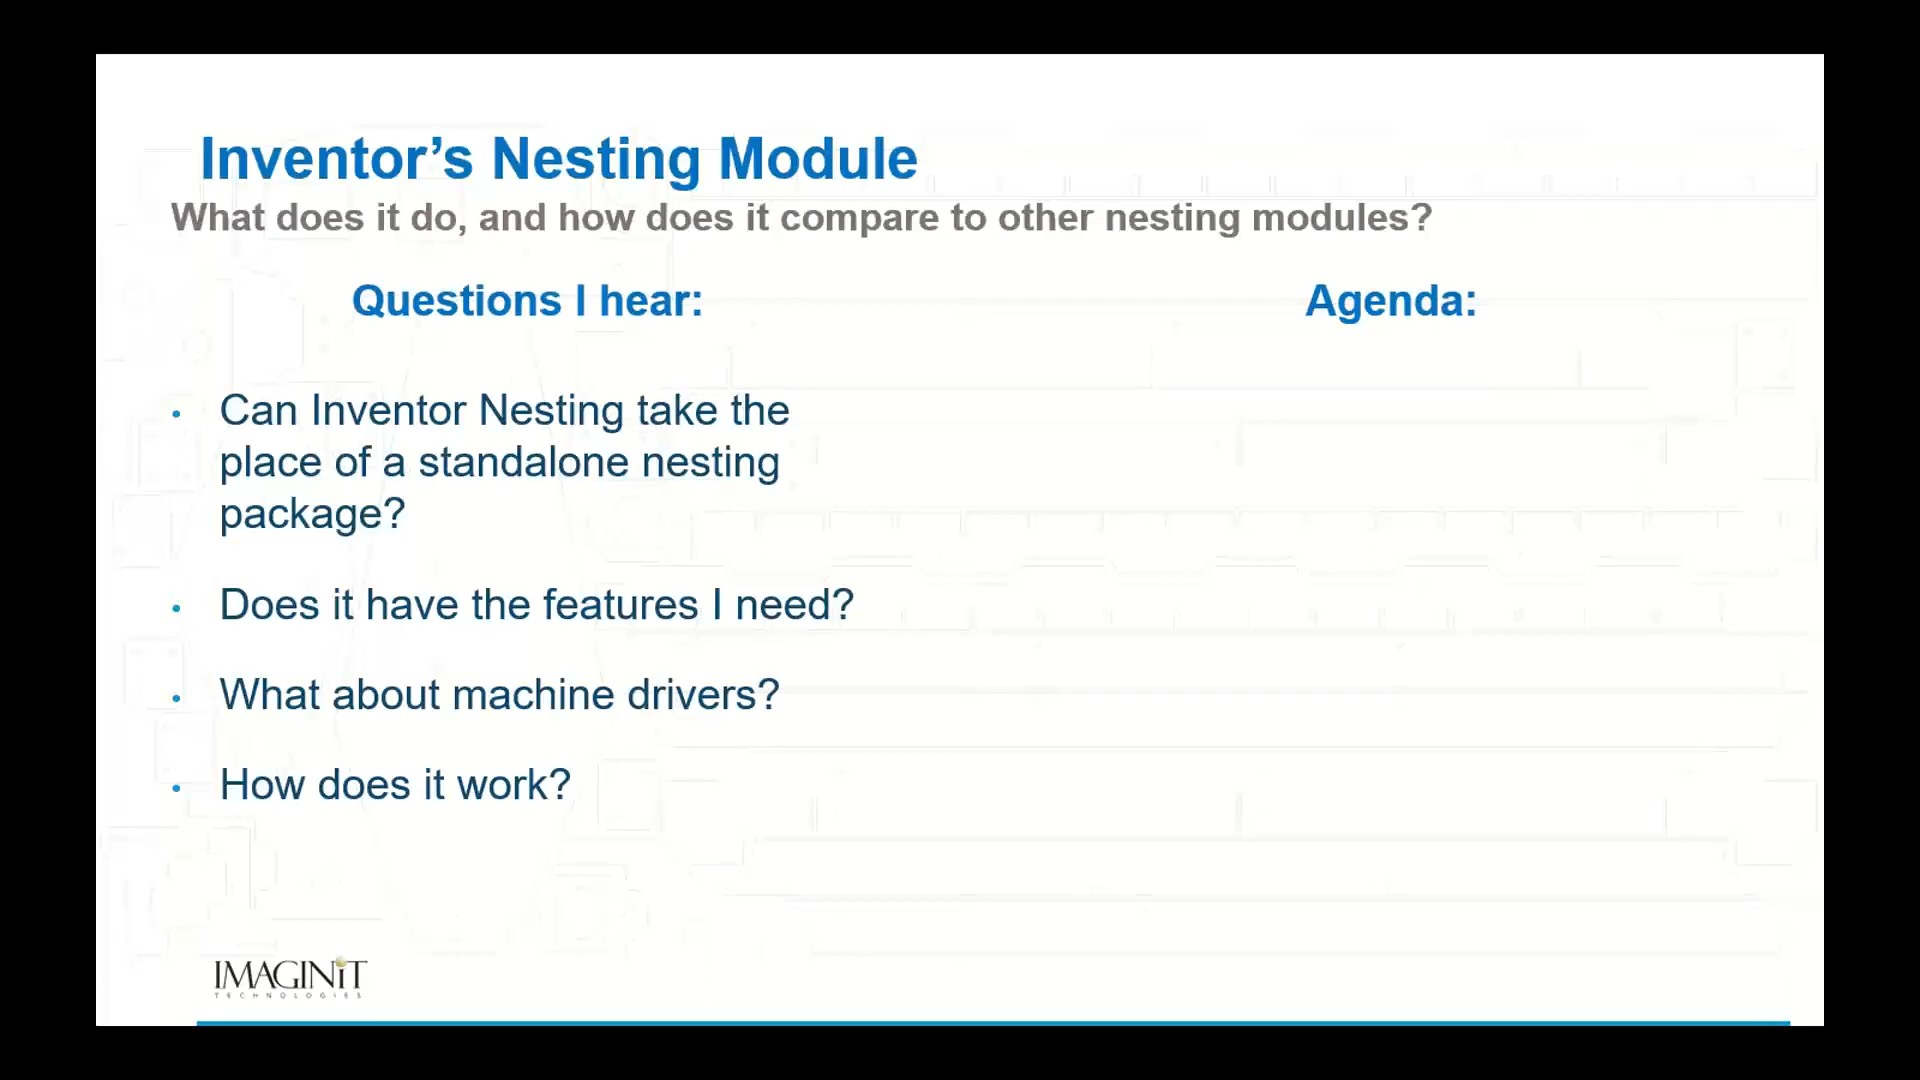 Inventor’s Nesting Module
What does it do, and how does it compare to other nesting modules?
Questions I hear:
Agenda:
• Can Inventor Nesting take the
place of a standalone nesting
package?
• Does it have the features I need?
• What about machine drivers?
• How does it work?
IMAGINiT
TECHNOLOGIES